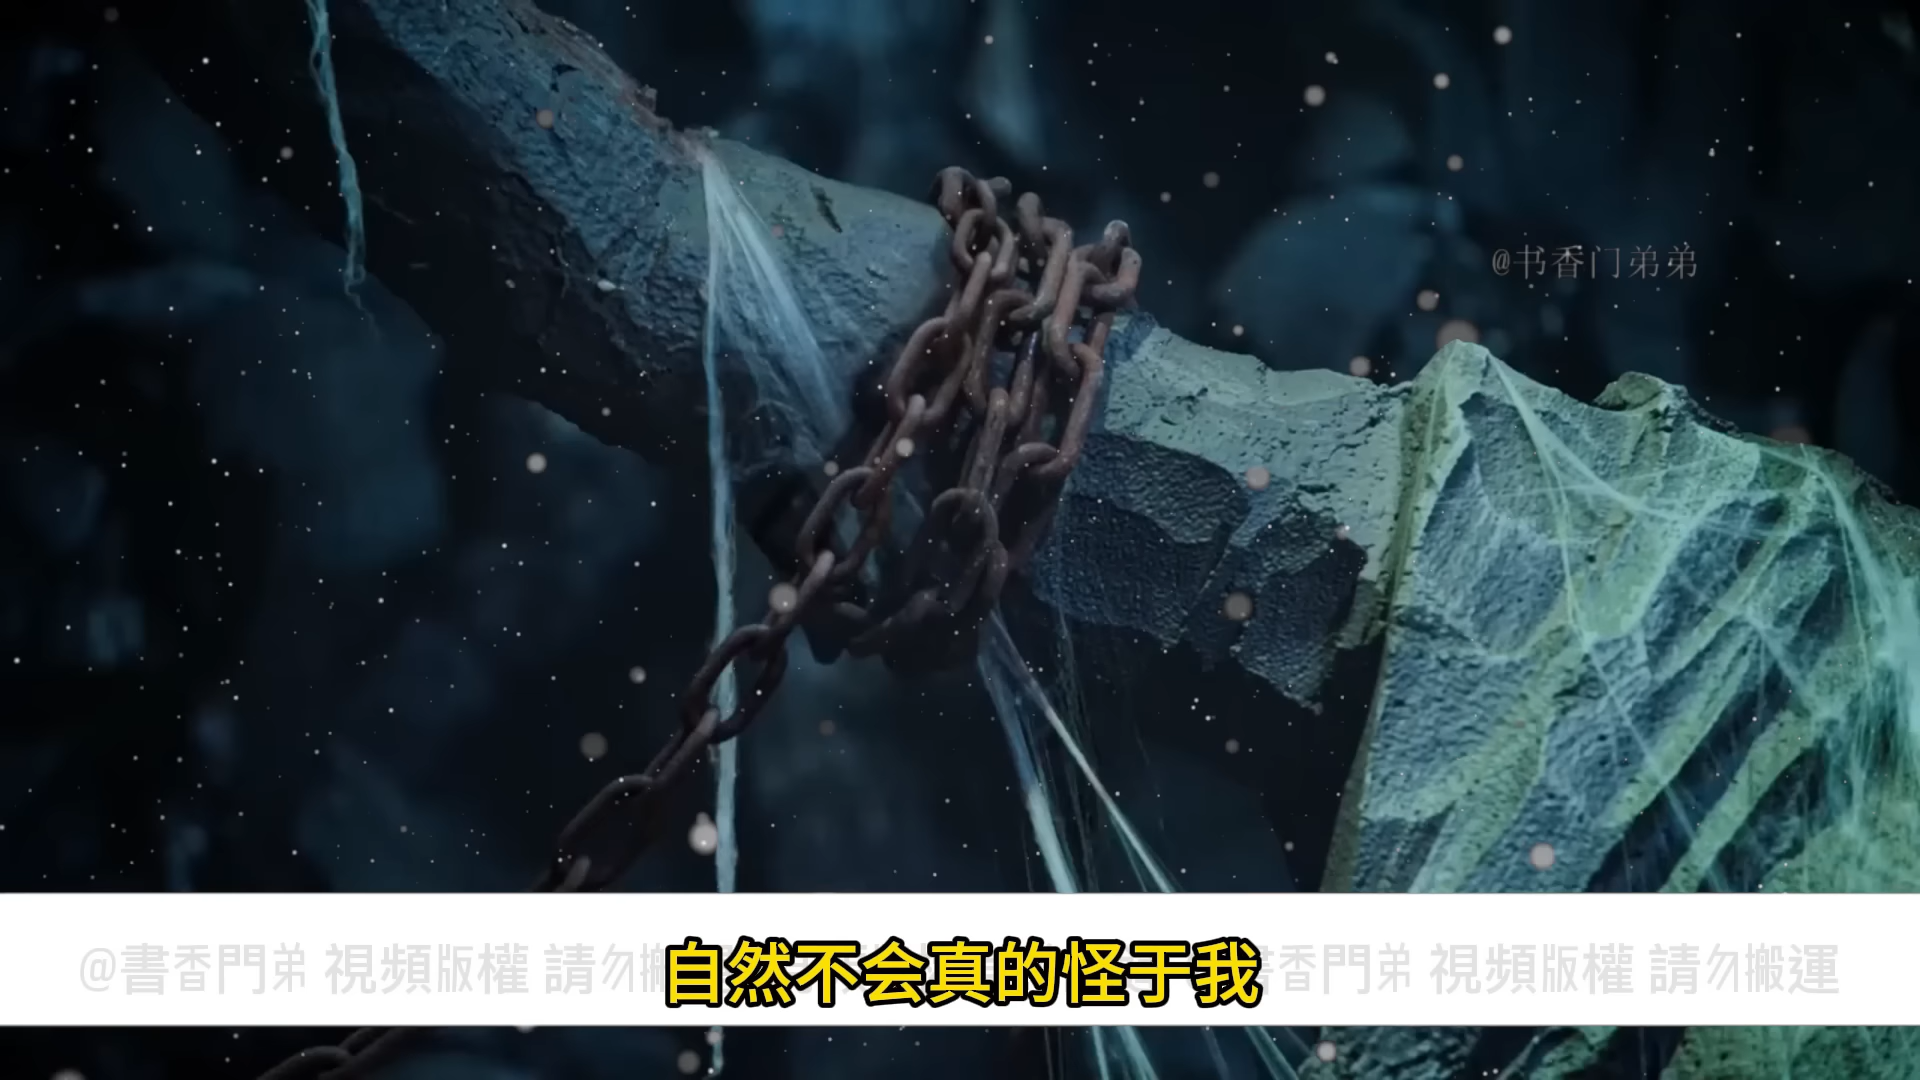 @书香门弟弟
@書香門弟 視頻版權 請勿搬
自然不会真的怪于我
書香門弟 視頻版權 請勿搬運